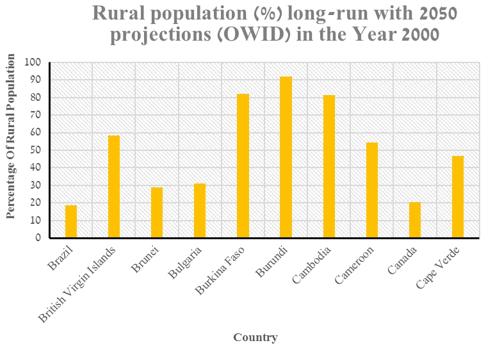 Rural population (%) long-run with 2050
projections (OWID) in the Year 2000
Percentage Of Rural Population
100
90
80
70
60
50
40
30
20
10
0
Brazil
British Virgin Islands
Brunei
Bulgaria
Burkina Faso
Burundi
Cambodia
Cameroon
Canada
Cape Verde
Country